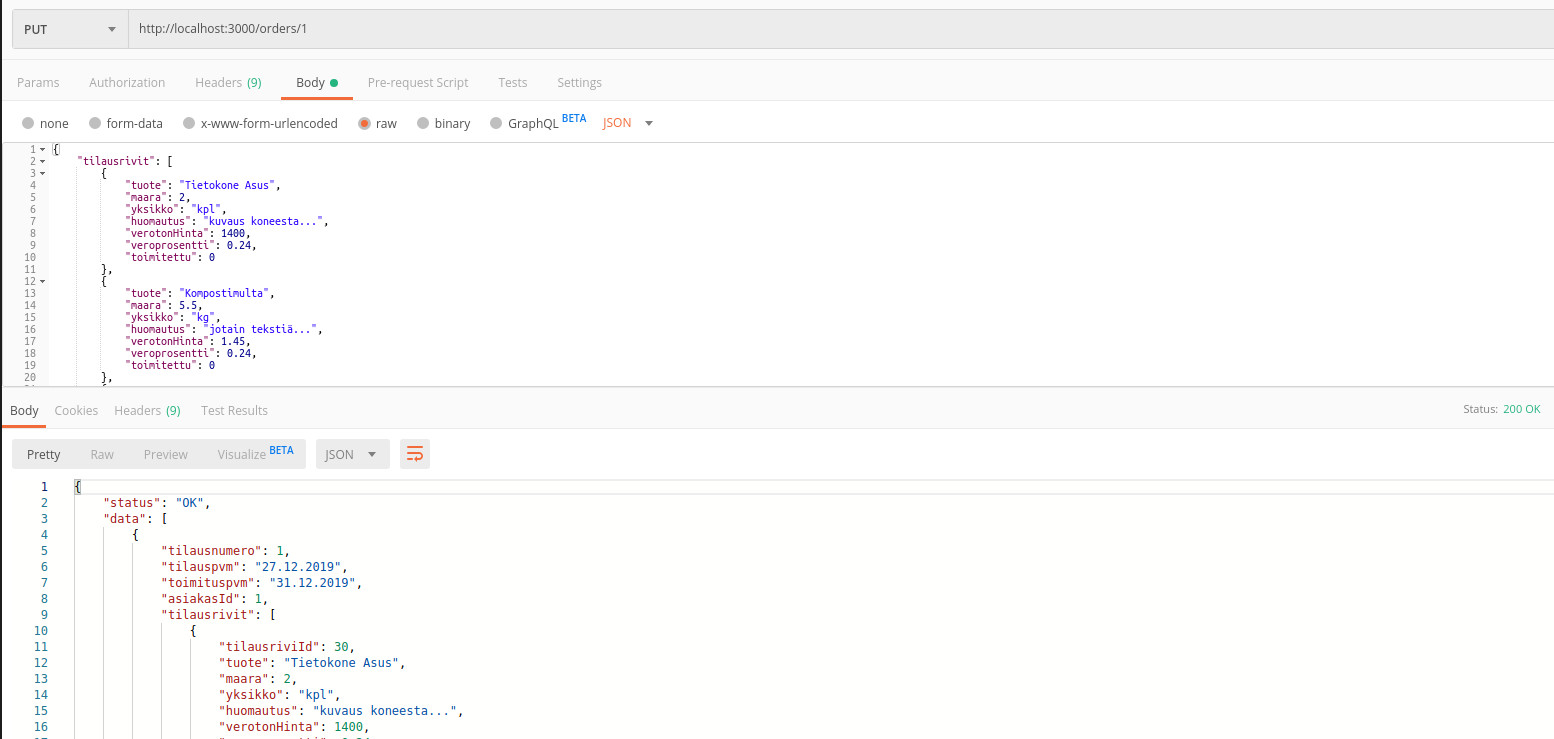 PUT http://localhost:3000/orders/1
Params Authorization Headers (9) Body Pre-request Script Tests Settings
none form-data x-www-form-urlencoded raw binary GraphQL BETA JSON
1 {
2 "tilausrivit": [
3 {
4 "tuote": "Tietokone Asus",
5 "maara": 2,
6 "yksikko": "kpl",
7 "huomautus": "kuvaus koneesta...",
8 "verotonHinta": 1400,
9 "veroprosentti": 0.24,
10 "toimitettu": 0
11 },
12 {
13 "tuote": "Kompostimulta",
14 "maara": 5.5,
15 "yksikko": "kg",
16 "huomautus": "jotain tekstiä...",
17 "verotonHinta": 1.45,
18 "veroprosentti": 0.24,
19 "toimitettu": 0
20 },
Body Cookies Headers (9) Test Results Status: 200 OK
Pretty Raw Preview Visualize BETA JSON
1 {
2 "status": "OK",
3 "data": [
4 {
5 "tilausnumero": 1,
6 "tilauspvm": "27.12.2019",
7 "toimituspvm": "31.12.2019",
8 "asiakasId": 1,
9 "tilausrivit": [
10 {
11 "tilausriviId": 30,
12 "tuote": "Tietokone Asus",
13 "maara": 2,
14 "yksikko": "kpl",
15 "huomautus": "kuvaus koneesta...",
16 "verotonHinta": 1400,